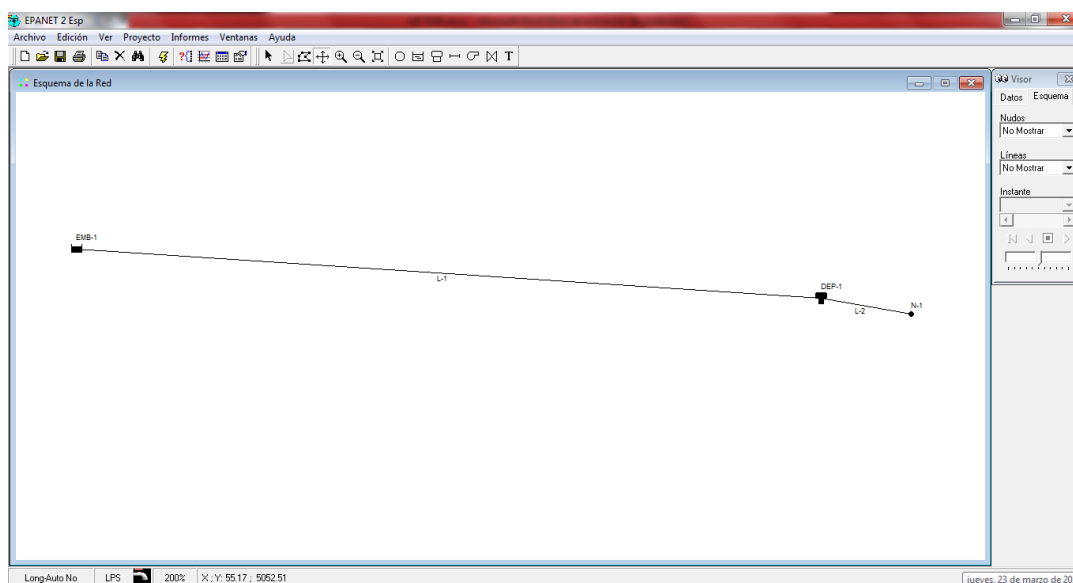 EPANET 2 Esp
Archivo Edición Ver Proyecto Informes Ventanas Ayuda
T
Esquema de la Red
Visor
Datos Esquema
Nudos
No Mostrar
Líneas
No Mostrar
Instante
EMB-1
L-1
DEP-1
L-2
N-1
Long-Auto No LPS 200% X ; Y: 55.17 ; 5052.51
jueves, 23 de marzo de 20